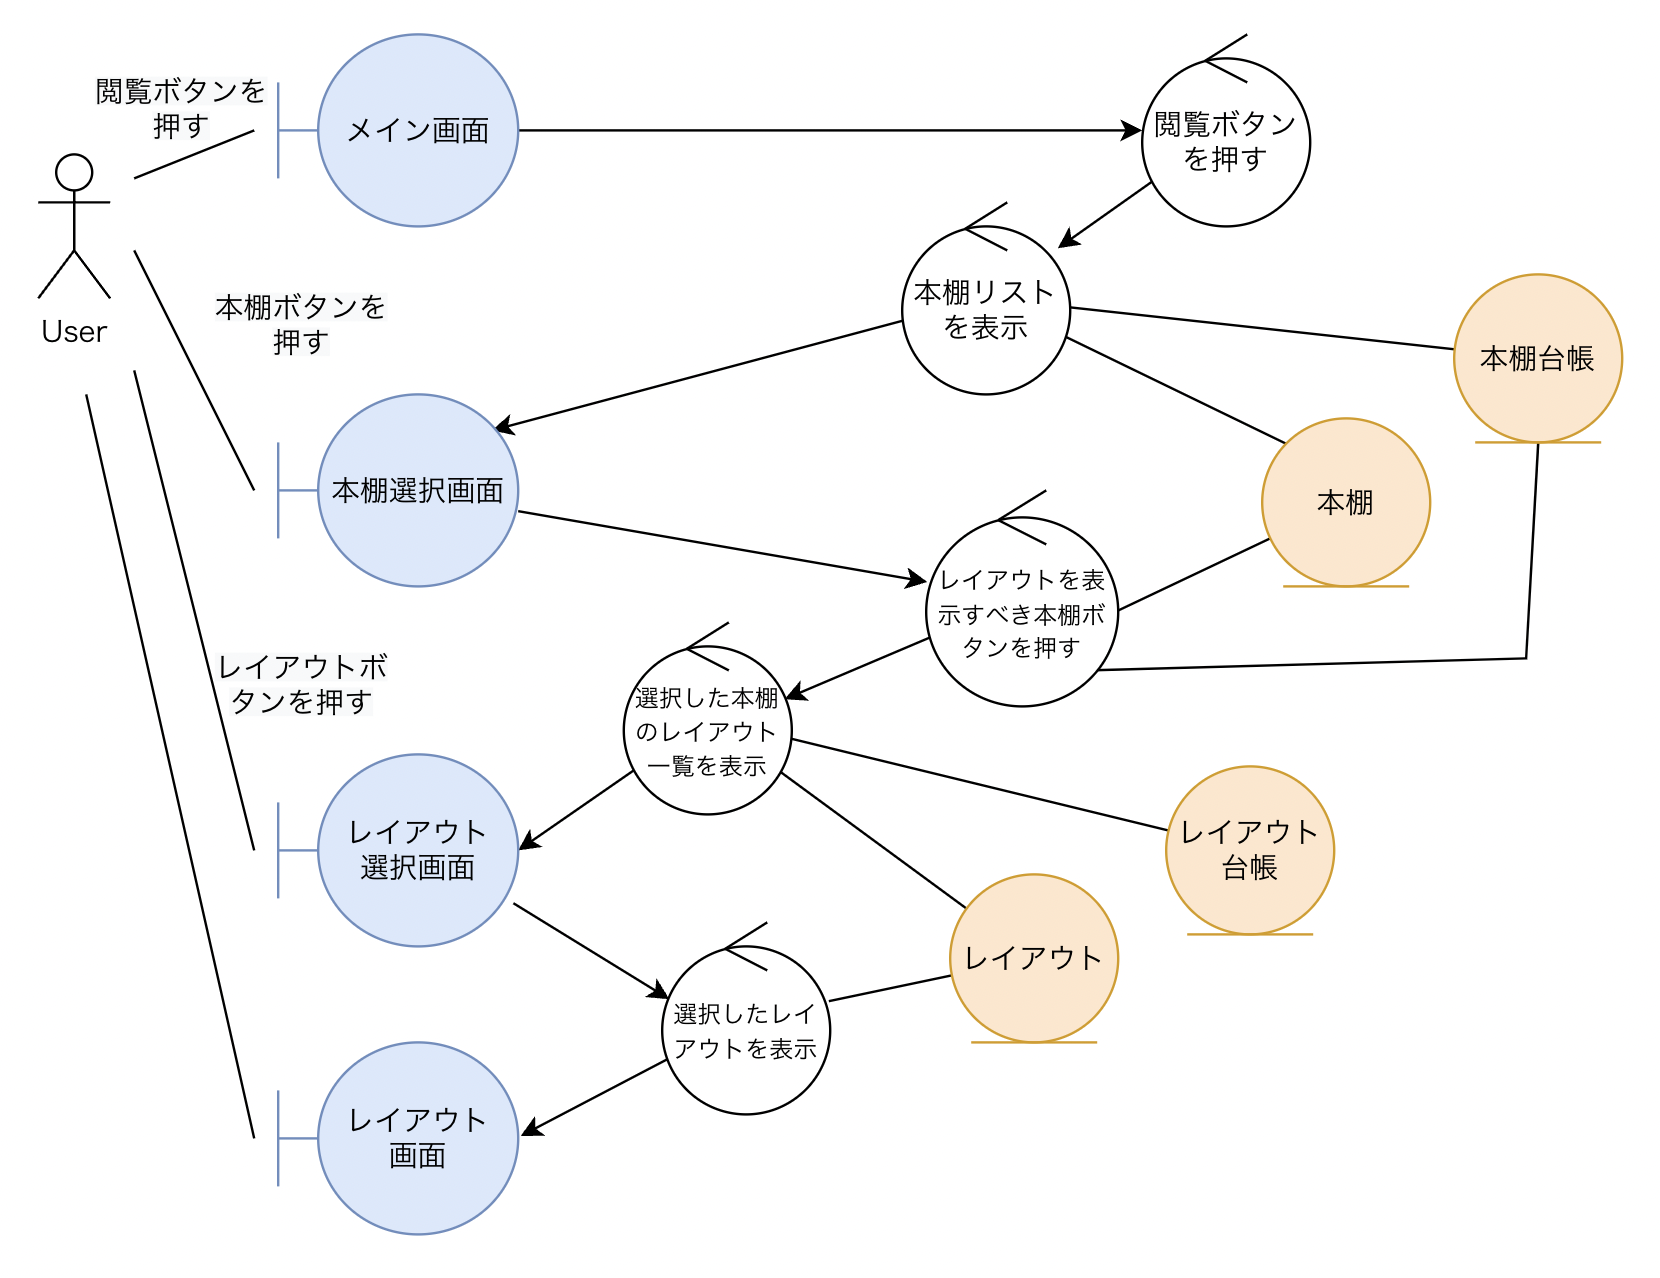 閲覧ボタンを
押す
メイン画面
閲覧ボタン
を押す
User
本棚ボタンを
押す
本棚リスト
を表示
本棚台帳
本棚選択画面
本棚
レイアウトを表
示すべき本棚ボ
タンを押す
レイアウトボ
タンを押す
選択した本棚
のレイアウト
一覧を表示
レイアウト
選択画面
レイアウト
台帳
レイアウト
選択したレイ
アウトを表示
レイアウト
画面